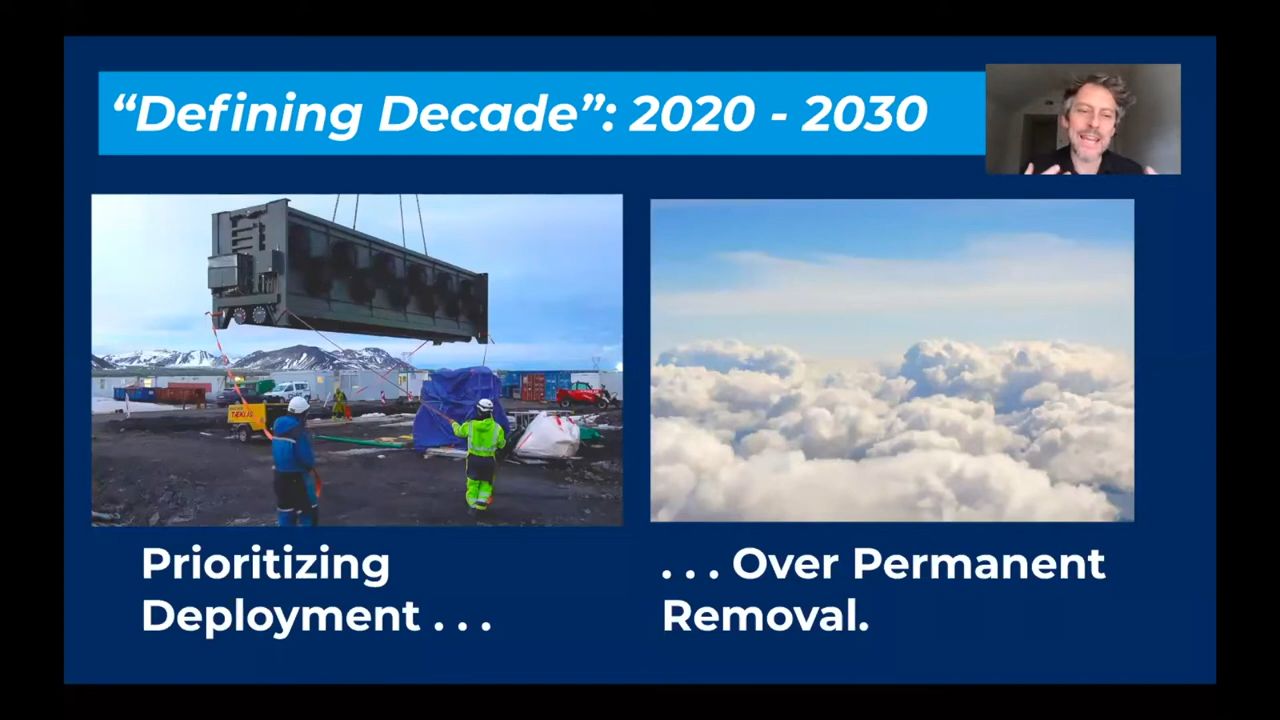 “Defining Decade”: 2020 - 2030
Prioritizing
Deployment . . .
. . . Over Permanent
Removal.